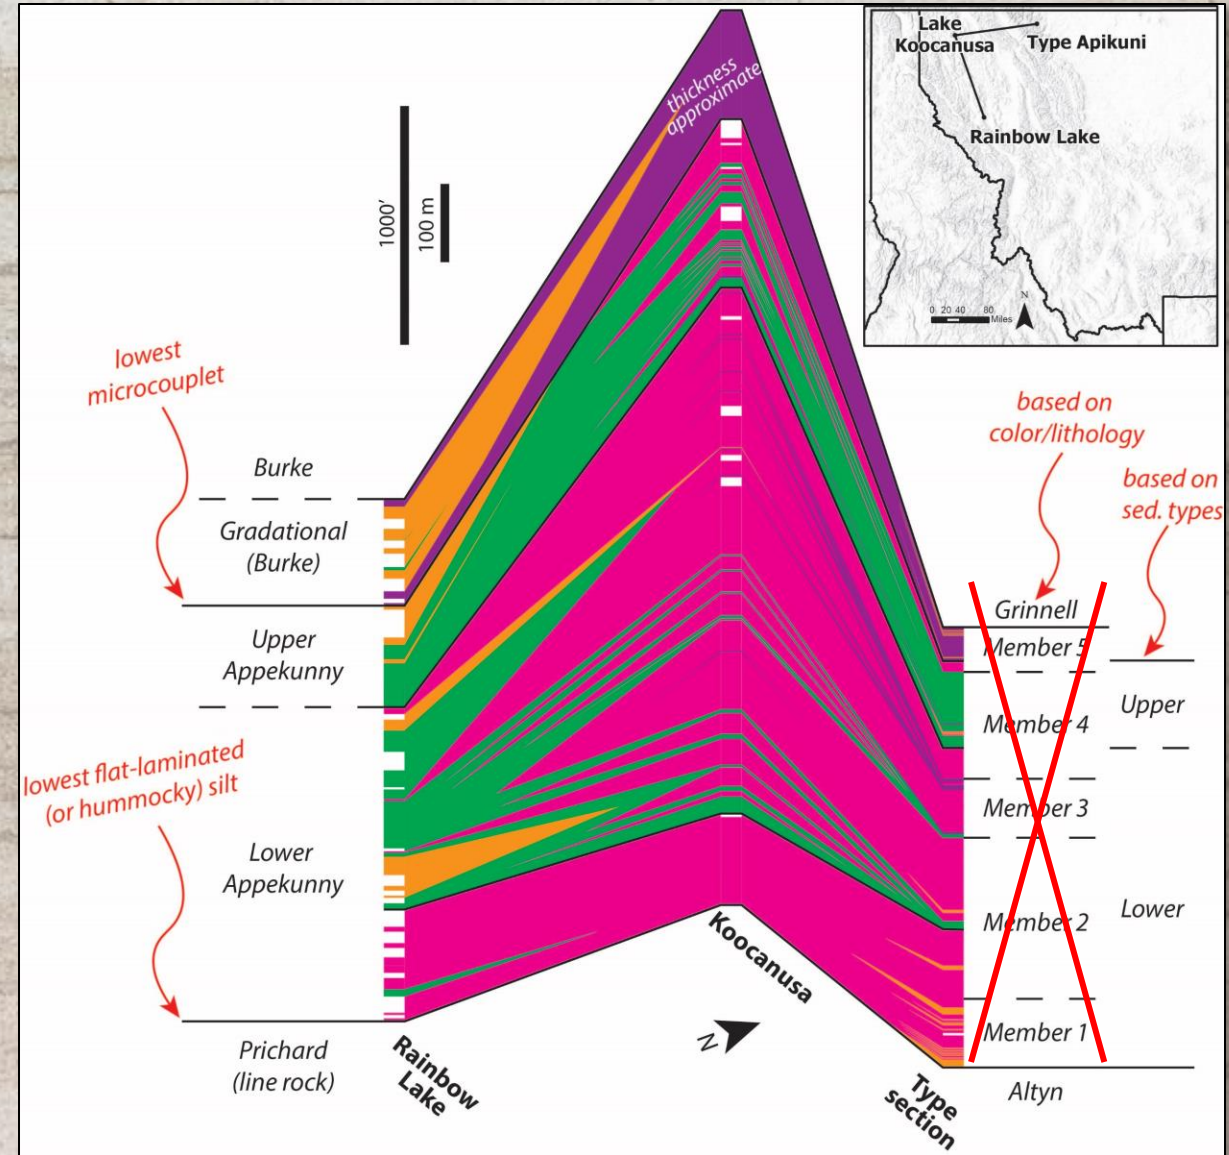 thickness
approximate
1000'
100 m
Lake
Koocanusa
Type Apikuni
Rainbow Lake
0 20 40 80
Miles
N
lowest
microcouplet
Burke
Gradational
(Burke)
Upper
Appekunny
lowest flat-laminated
(or hummocky) silt
Lower
Appekunny
Prichard
(line rock)
Rainbow
Lake
N
Koocanusa
Type
section
based on
color/lithology
based on
sed. types
Grinnell
Member 5
Member 4
Member 3
Member 2
Member 1
Altyn
Upper
Lower